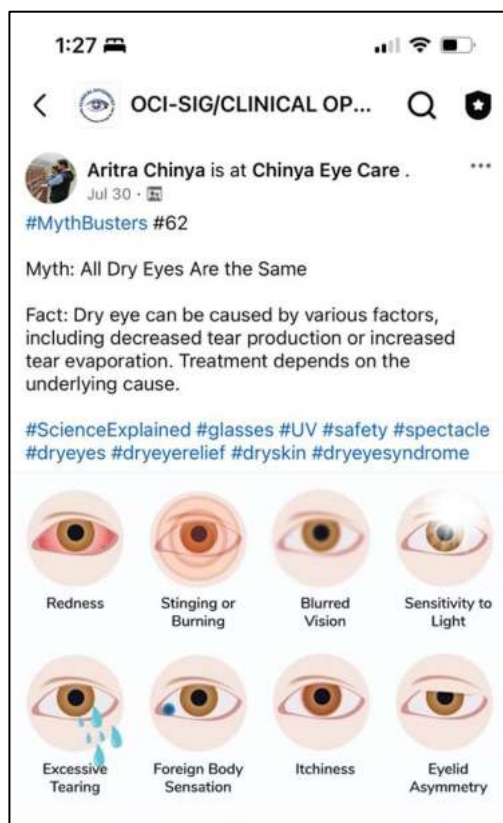 1:27
OCI-SIG/CLINICAL OP...
Aritra Chinya is at Chinya Eye Care .
Jul 30 ·
#MythBusters #62
Myth: All Dry Eyes Are the Same
Fact: Dry eye can be caused by various factors,
including decreased tear production or increased
tear evaporation. Treatment depends on the
underlying cause.
#ScienceExplained #glasses #UV #safety #spectacle
#dryeyes #dryeyerelief #dryskin #dryeyesyndrome
Redness
Stinging or
Burning
Blurred
Vision
Sensitivity to
Light
Excessive
Tearing
Foreign Body
Sensation
Itchiness
Eyelid
Asymmetry